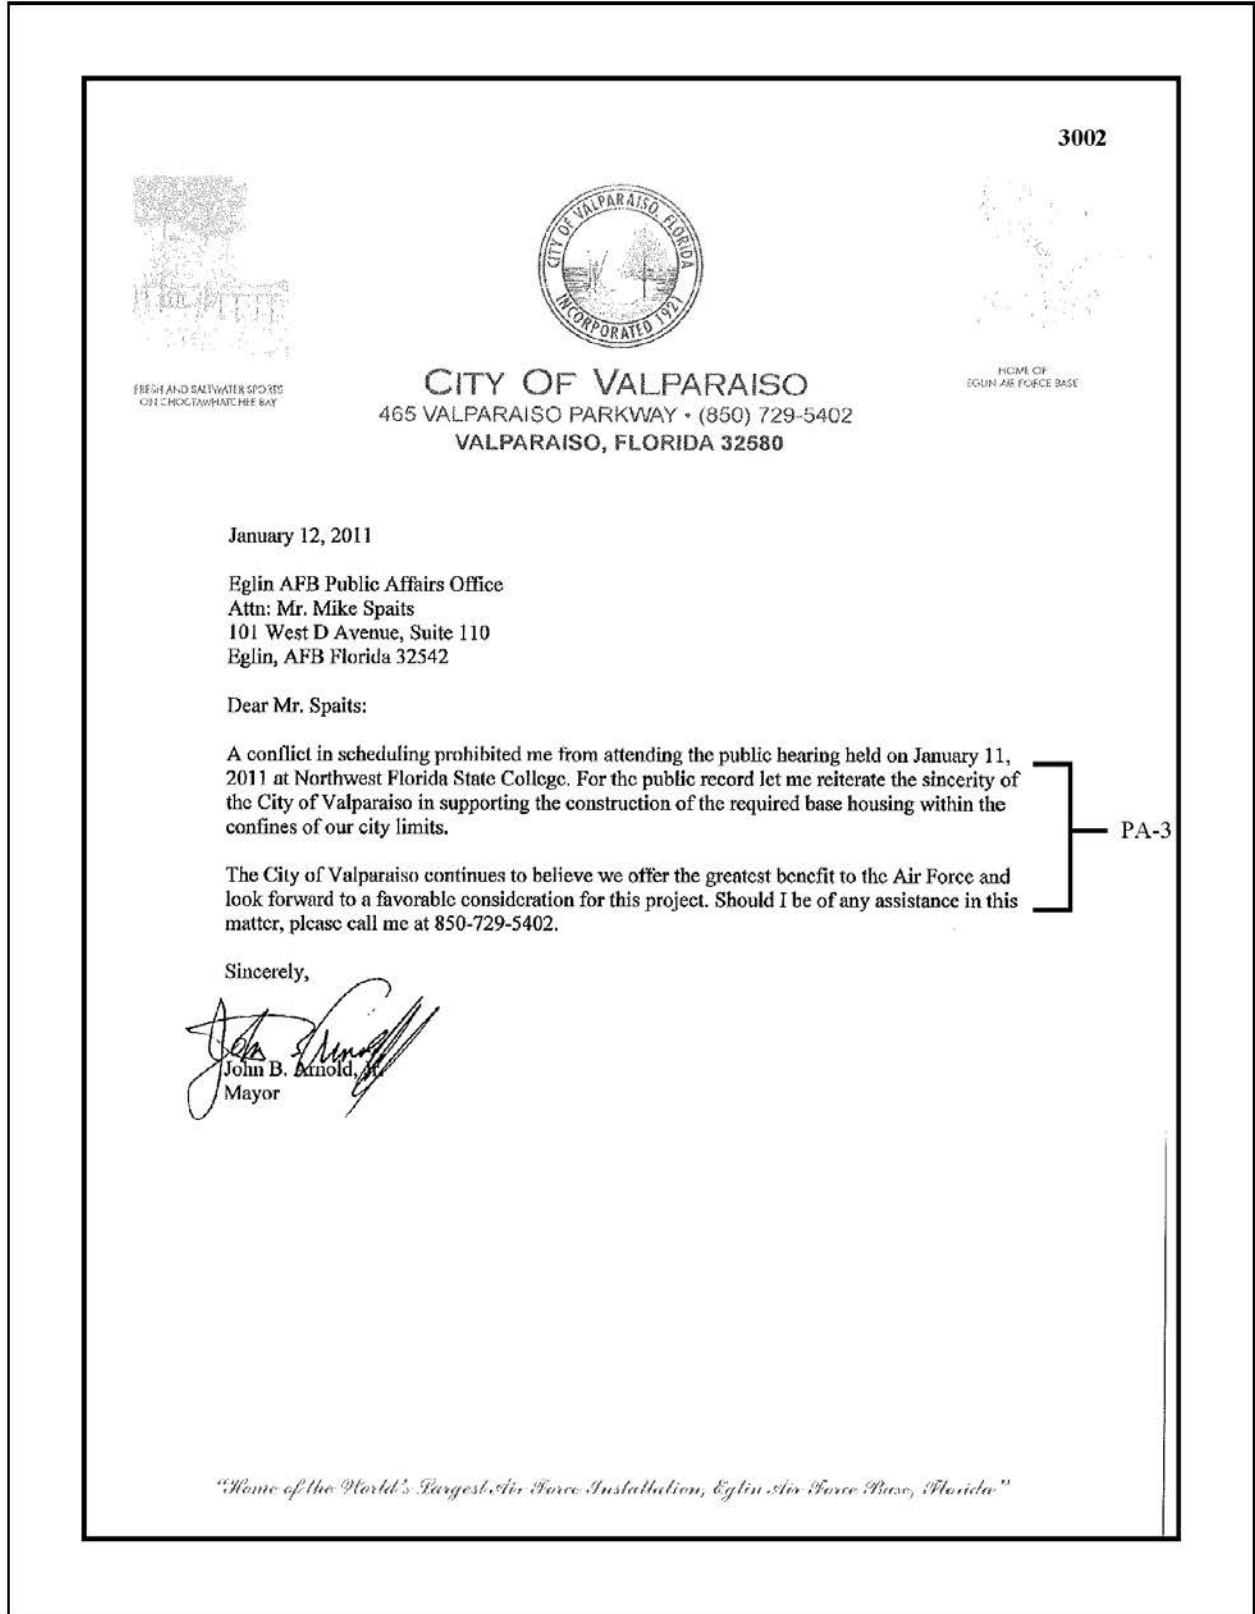 3002
CITY OF VALPARAISO, FLORIDA
INCORPORATED 1921
FRESH AND SALTWATER SPORTS
ON CHOCTAWHATCHEE BAY
HOME OF
EGLIN AIR FORCE BASE
CITY OF VALPARAISO
465 VALPARAISO PARKWAY • (850) 729-5402
VALPARAISO, FLORIDA 32580
January 12, 2011
Eglin AFB Public Affairs Office
Attn: Mr. Mike Spaits
101 West D Avenue, Suite 110
Eglin, AFB Florida 32542
Dear Mr. Spaits:
A conflict in scheduling prohibited me from attending the public hearing held on January 11,
2011 at Northwest Florida State College. For the public record let me reiterate the sincerity of
the City of Valparaiso in supporting the construction of the required base housing within the
confines of our city limits.
PA-3
The City of Valparaiso continues to believe we offer the greatest benefit to the Air Force and
look forward to a favorable consideration for this project. Should I be of any assistance in this
matter, please call me at 850-729-5402.
Sincerely,
John Arnold
John B. Arnold, Jr.
Mayor
"Home of the World's Largest Air Force Installation, Eglin Air Force Base, Florida"